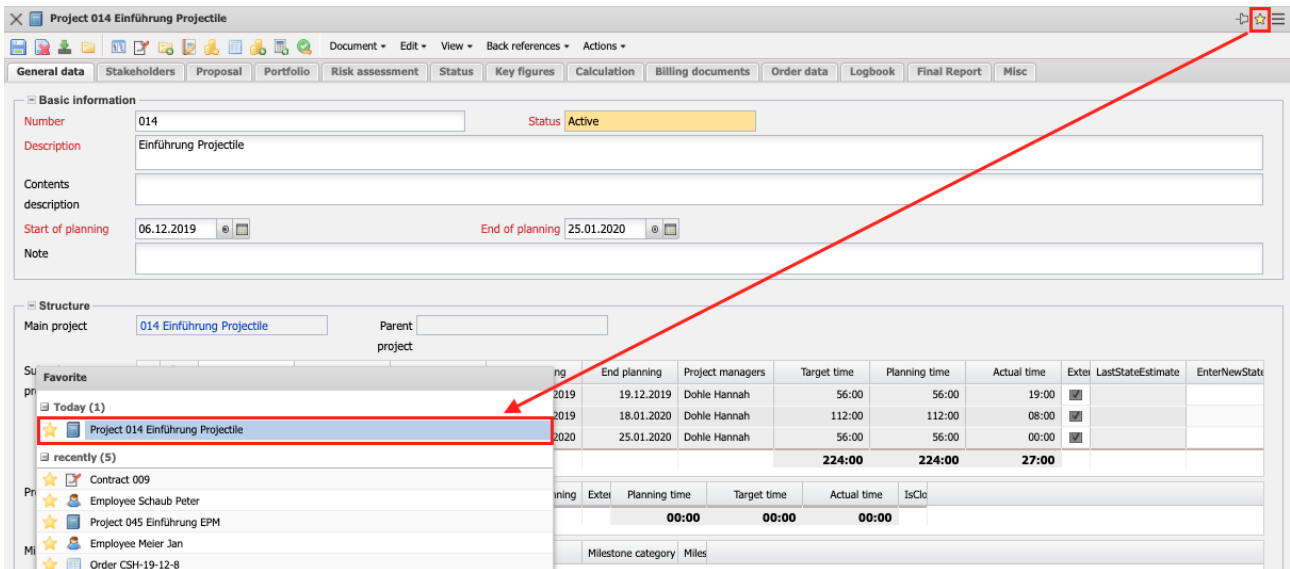 Project 014 Einführung Projectile
Document Edit View Back references Actions
General data Stakeholders Proposal Portfolio Risk assessment Status Key figures Calculation Billing documents Order data Logbook Final Report Misc
Basic information
Number 014 Status Active
Description Einführung Projectile
Contents
description
Start of planning 06.12.2019 End of planning 25.01.2020
Note
Structure
Main project 014 Einführung Projectile Parent
project
End planning Project managers Target time Planning time Actual time Exter LastStateEstimate EnterNewState
2019 19.12.2019 Dohle Hannah 56:00 56:00 19:00
2019 18.01.2020 Dohle Hannah 112:00 112:00 08:00
2020 25.01.2020 Dohle Hannah 56:00 56:00 00:00
224:00 224:00 27:00
Favorite
Today (1)
Project 014 Einführung Projectile
recently (5)
Contract 009
Employee Schaub Peter
Project 045 Einführung EPM
Employee Meier Jan
Order CSH-19-12-8
Exter Planning time Target time Actual time IsClo
00:00 00:00 00:00
Milestone category Miles